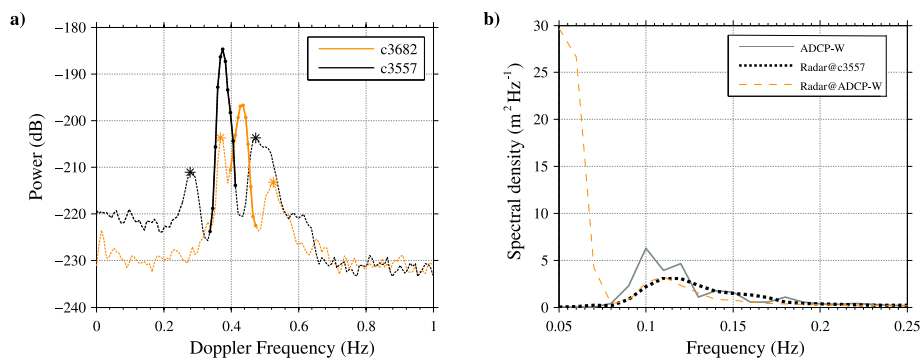 a)
−180
−190
−200
−210
−220
−230
−240
Power (dB)
0
0.2
0.4
0.6
0.8
1
Doppler Frequency (Hz)
c3682
c3557
b)
30
25
20
15
10
5
0
Spectral density (m² Hz⁻¹)
0.05
0.1
0.15
0.2
0.25
Frequency (Hz)
ADCP-W
Radar@c3557
Radar@ADCP-W